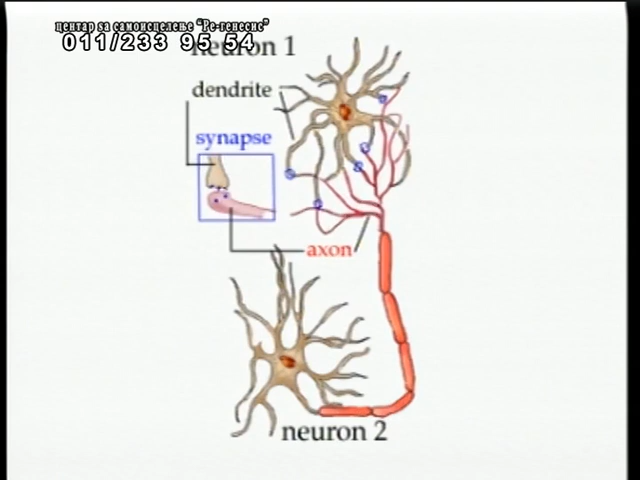 центар за самоисцелење "Ре-генесис"
011/233 95 54
neuron 1
dendrite
synapse
axon
neuron 2